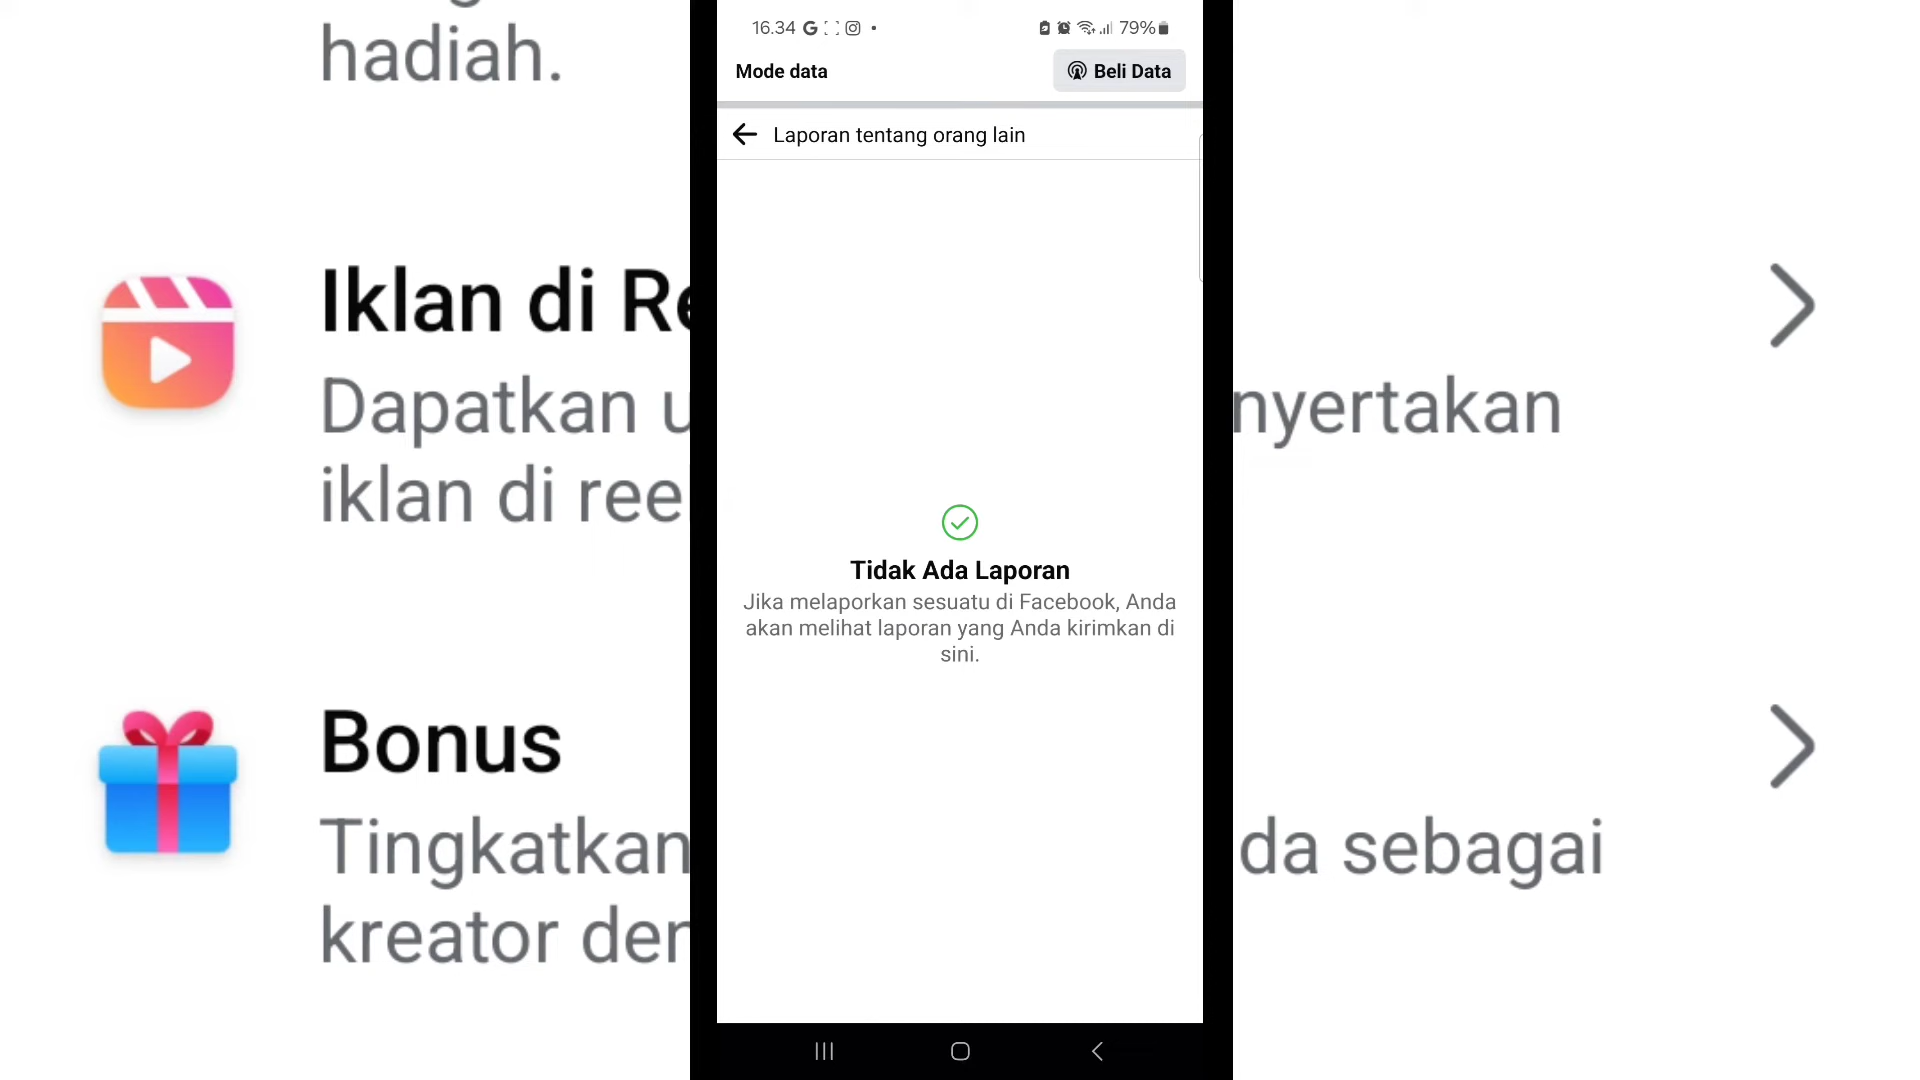 hadiah.
16.34
79%
Mode data
Beli Data
Laporan tentang orang lain
Iklan di Re
Dapatkan
nyertakan
iklan di ree
Tidak Ada Laporan
Jika melaporkan sesuatu di Facebook, Anda
akan melihat laporan yang Anda kirimkan di
sini.
Bonus
Tingkatkan
da sebagai
kreator den